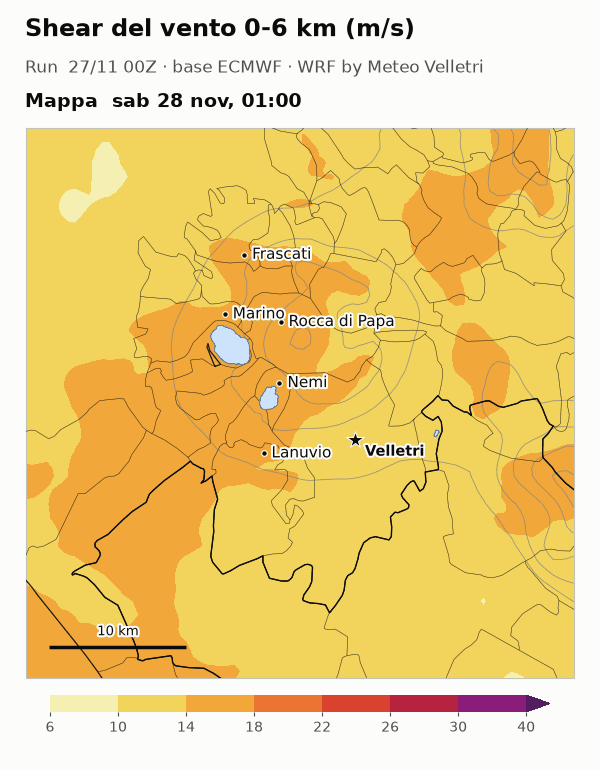 Shear del vento 0-6 km (m/s)
Run 27/11 00Z · base ECMWF · WRF by Meteo Velletri
Mappa sab 28 nov, 01:00
Frascati
Marino
Rocca di Papa
Nemi
Velletri
Lanuvio
10 km
6 10 14 18 22 26 30 40